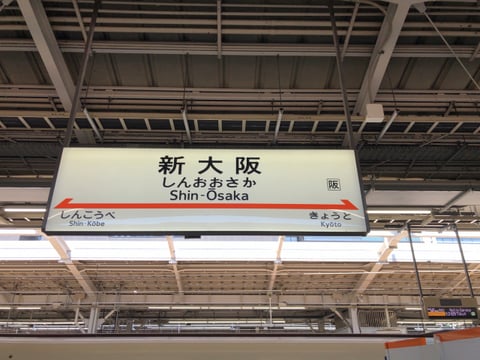 新大阪
しんおおさか
Shin-Ōsaka
阪
しんこうべ
Shin-Kōbe
きょうと
Kyōto